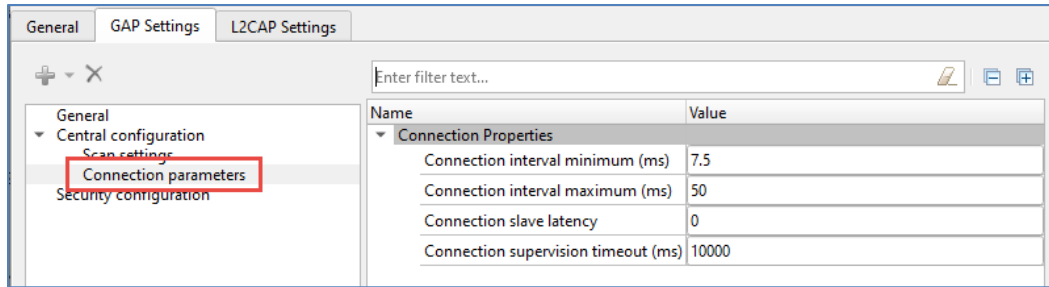 General GAP Settings L2CAP Settings
Enter filter text...
General
Central configuration
Scan settings
Connection parameters
Security configuration
Name Value
Connection Properties
Connection interval minimum (ms) 7.5
Connection interval maximum (ms) 50
Connection slave latency 0
Connection supervision timeout (ms) 10000